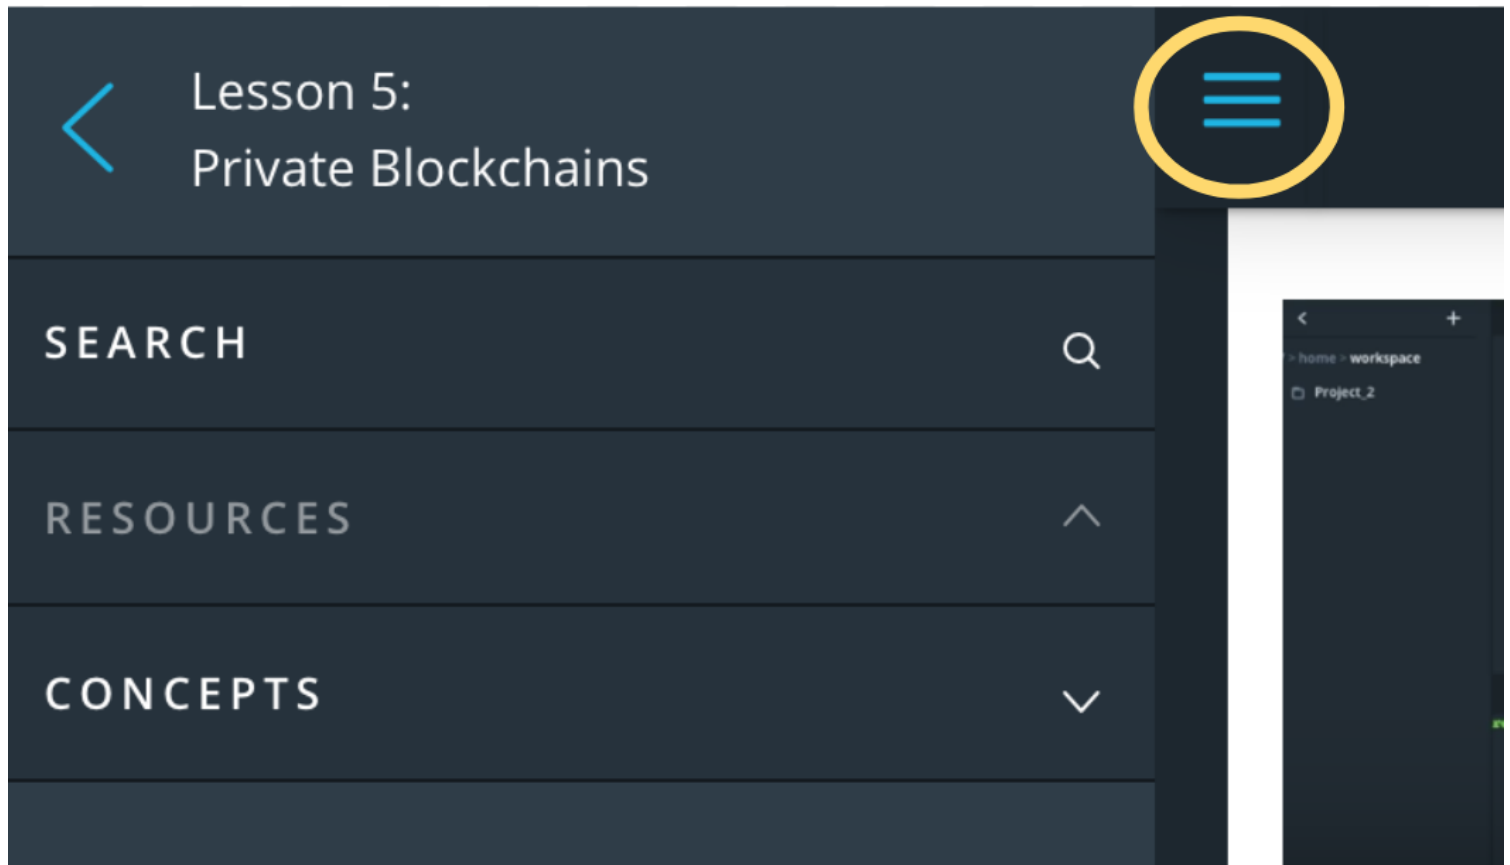 Lesson 5:
Private Blockchains
SEARCH
RESOURCES
CONCEPTS
> home > workspace
Project_2